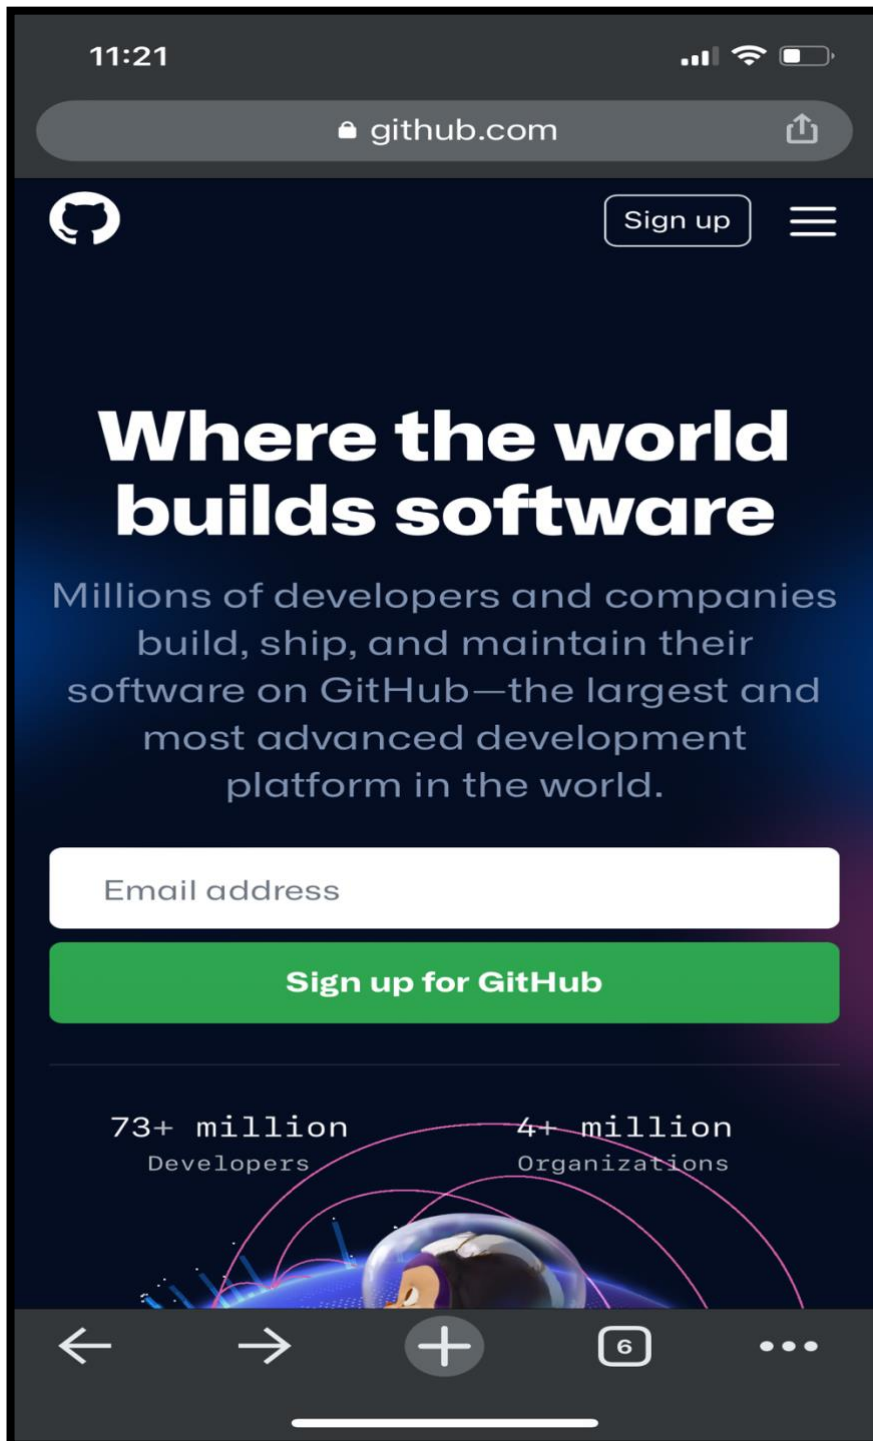 11:21
github.com
Sign up
Where the world
builds software
Millions of developers and companies
build, ship, and maintain their
software on GitHub—the largest and
most advanced development
platform in the world.
Email address
Sign up for GitHub
73+ million 4+ million
Developers Organizations
6